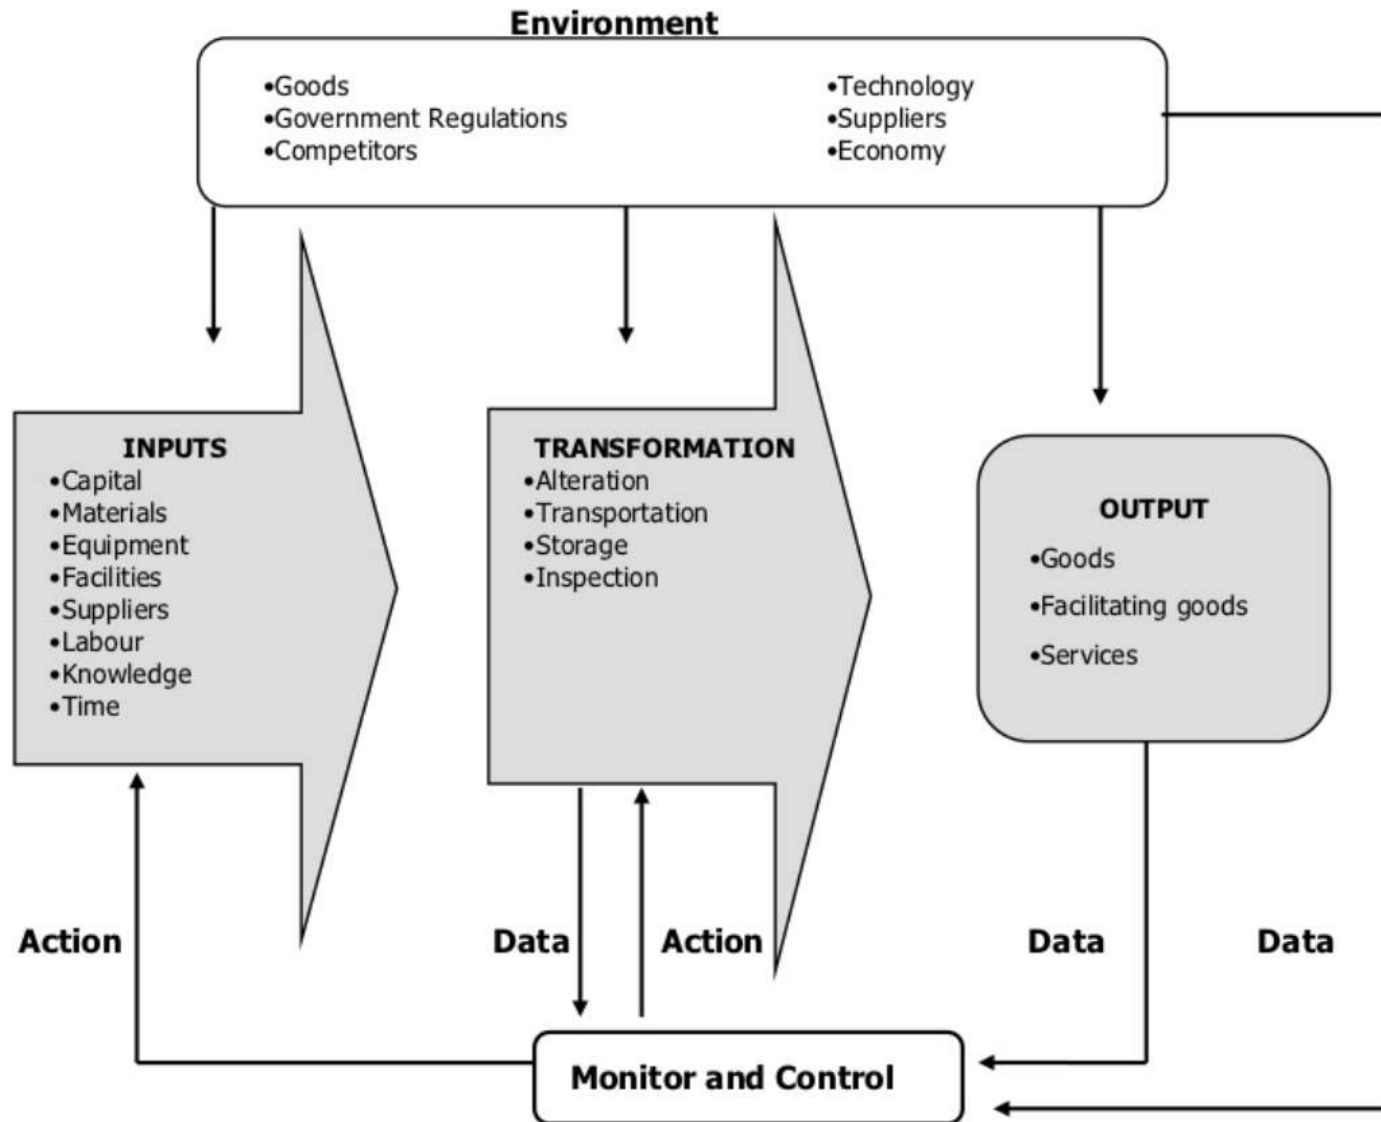 Environment
•Goods
•Government Regulations
•Competitors
•Technology
•Suppliers
•Economy
INPUTS
•Capital
•Materials
•Equipment
•Facilities
•Suppliers
•Labour
•Knowledge
•Time
TRANSFORMATION
•Alteration
•Transportation
•Storage
•Inspection
OUTPUT
•Goods
•Facilitating goods
•Services
Action
Data
Action
Data
Data
Monitor and Control